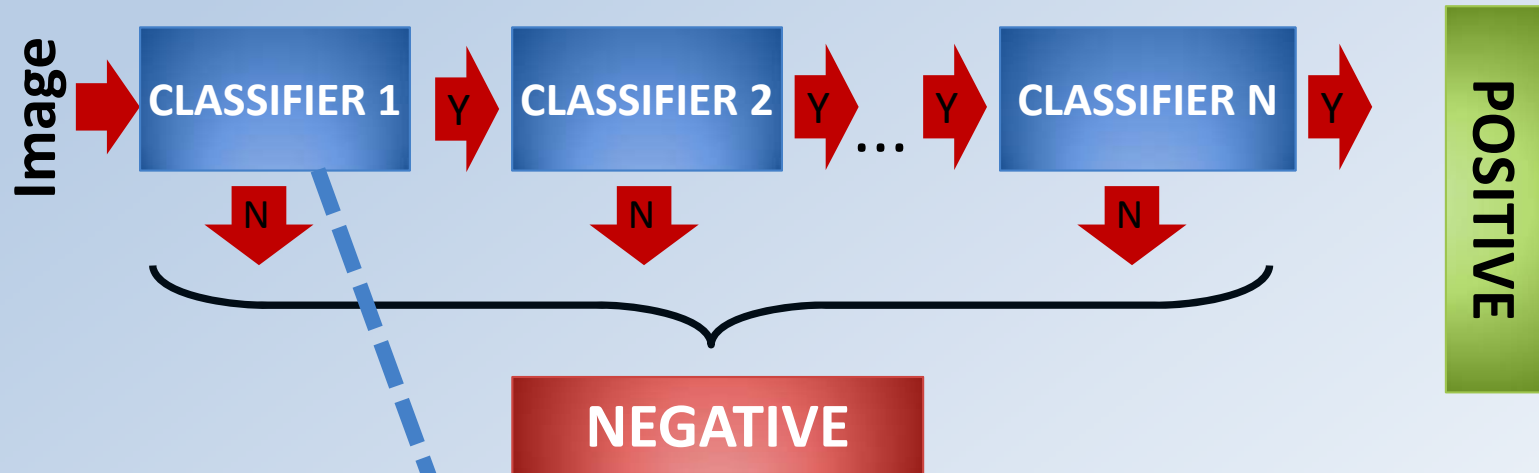 Image
CLASSIFIER 1
Y
CLASSIFIER 2
Y
...
Y
CLASSIFIER N
Y
POSITIVE
N
N
N
NEGATIVE